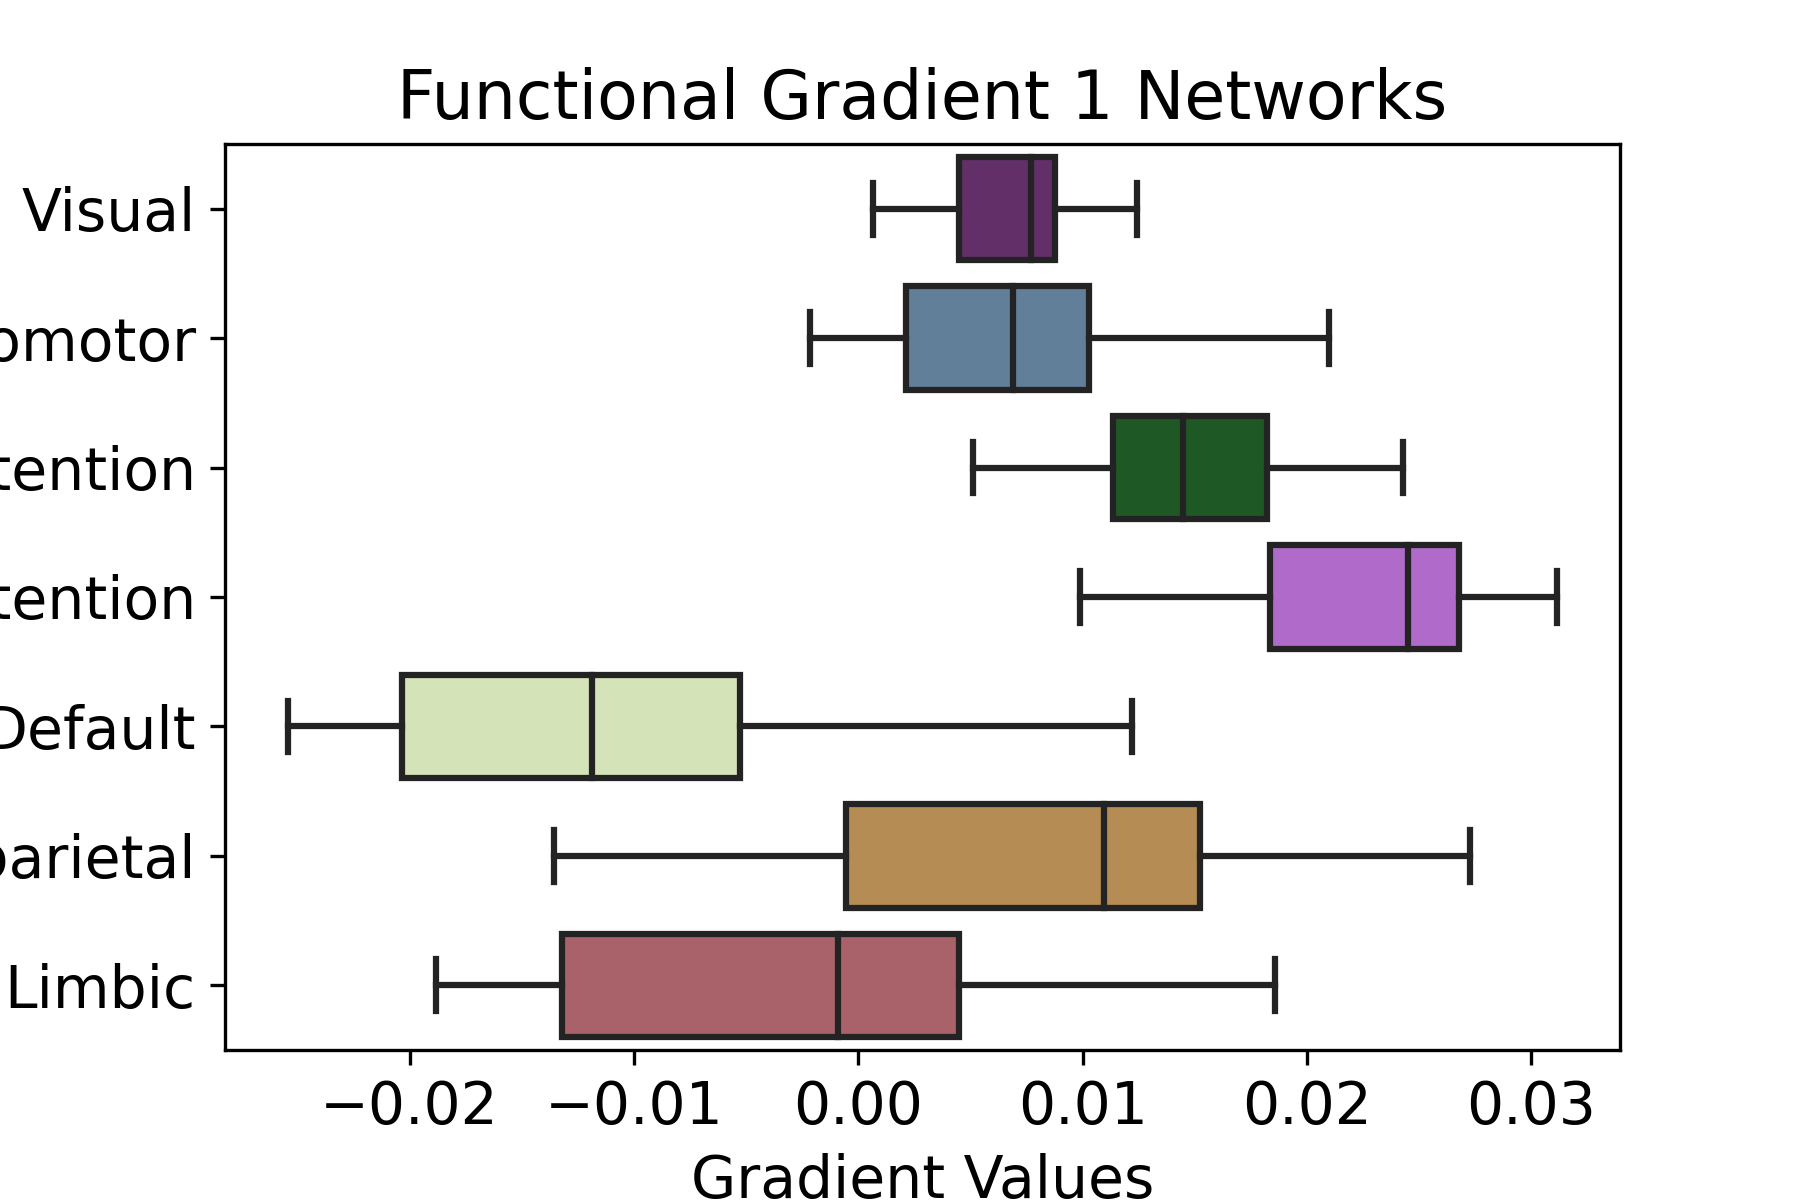 Functional Gradient 1 Networks
Visual
omotor
tention
tention
Default
parietal
Limbic
−0.02 −0.01 0.00 0.01 0.02 0.03
Gradient Values